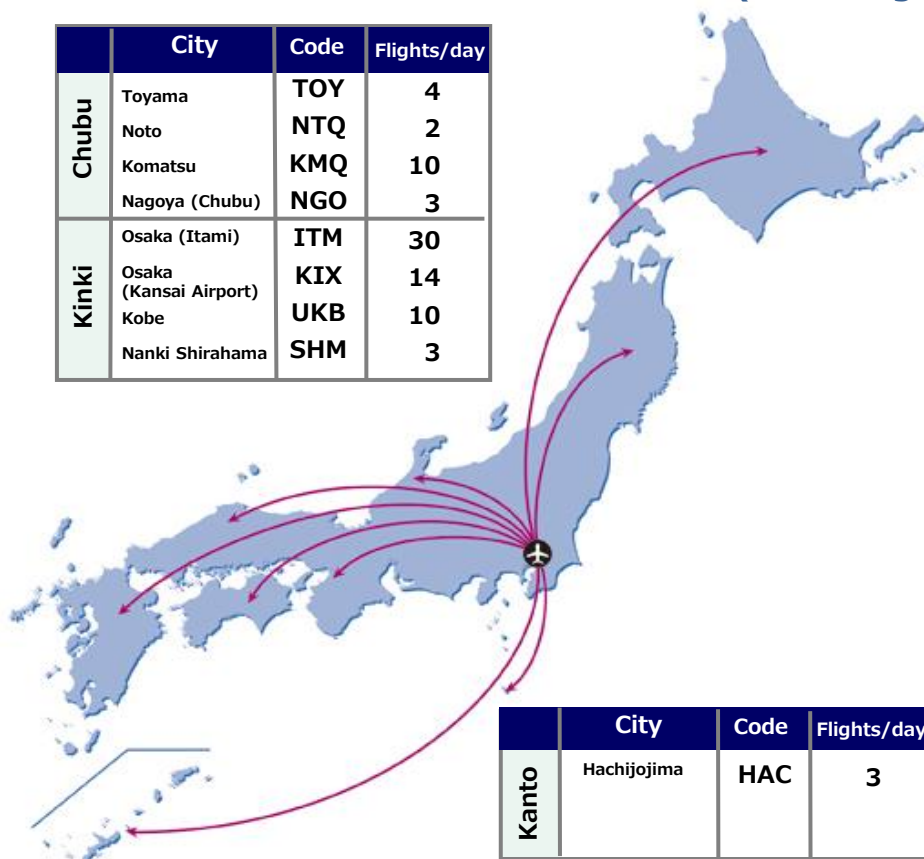 City Code Flights/day
Chubu
Toyama TOY 4
Noto NTQ 2
Komatsu KMQ 10
Nagoya (Chubu) NGO 3
Kinki
Osaka (Itami) ITM 30
Osaka
(Kansai Airport) KIX 14
Kobe UKB 10
Nanki Shirahama SHM 3
City Code Flights/day
Kanto
Hachijojima HAC 3